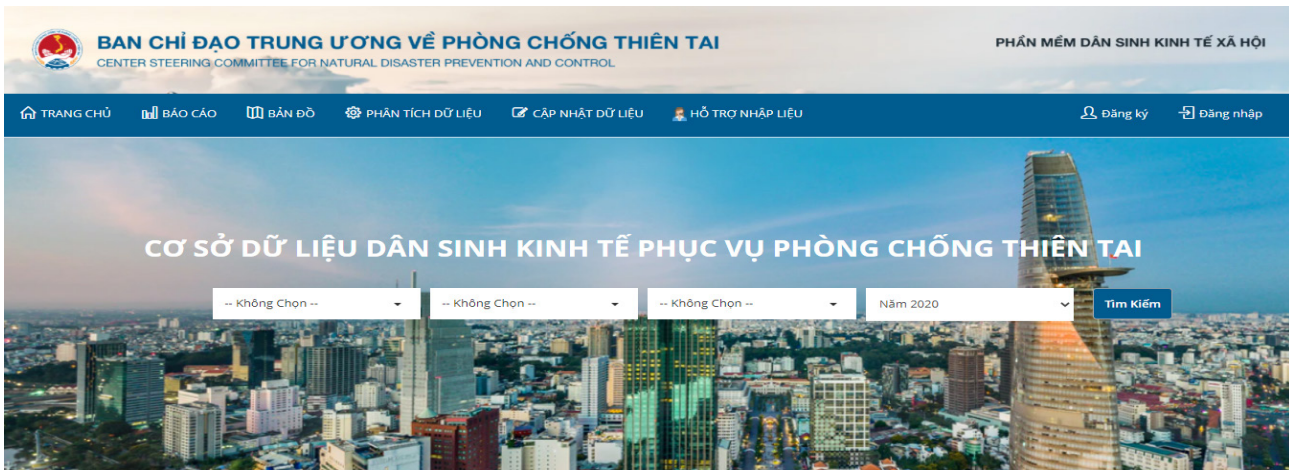 BAN CHỈ ĐẠO TRUNG ƯƠNG VỀ PHÒNG CHỐNG THIÊN TAI
CENTER STEERING COMMITTEE FOR NATURAL DISASTER PREVENTION AND CONTROL
PHẦN MỀM DÂN SINH KINH TẾ XÃ HỘI
TRANG CHỦ BÁO CÁO BẢN ĐỒ PHÂN TÍCH DỮ LIỆU CẬP NHẬT DỮ LIỆU HỖ TRỢ NHẬP LIỆU Đăng ký Đăng nhập
CƠ SỞ DỮ LIỆU DÂN SINH KINH TẾ PHỤC VỤ PHÒNG CHỐNG THIÊN TAI
-- Không Chọn -- -- Không Chọn -- -- Không Chọn -- Năm 2020 Tìm Kiếm